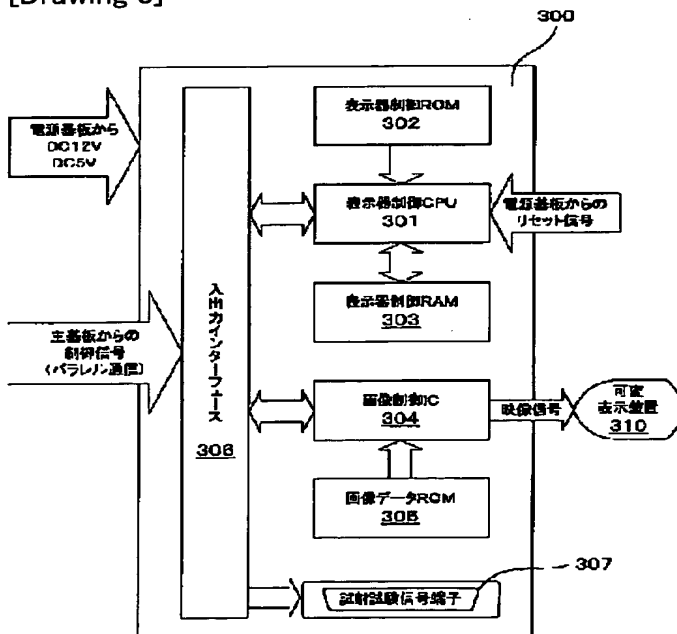 300
表示器制御ROM
302
電源基板から
DC12V
DC5V
表示器制御CPU
301
電源基板からの
リセット信号
入出力インターフェース
306
表示器制御RAM
303
主基板からの
制御信号
(パラレル通信)
画像制御IC
304
映像信号
可変
表示装置
310
画像データROM
305
307
試射試験信号端子